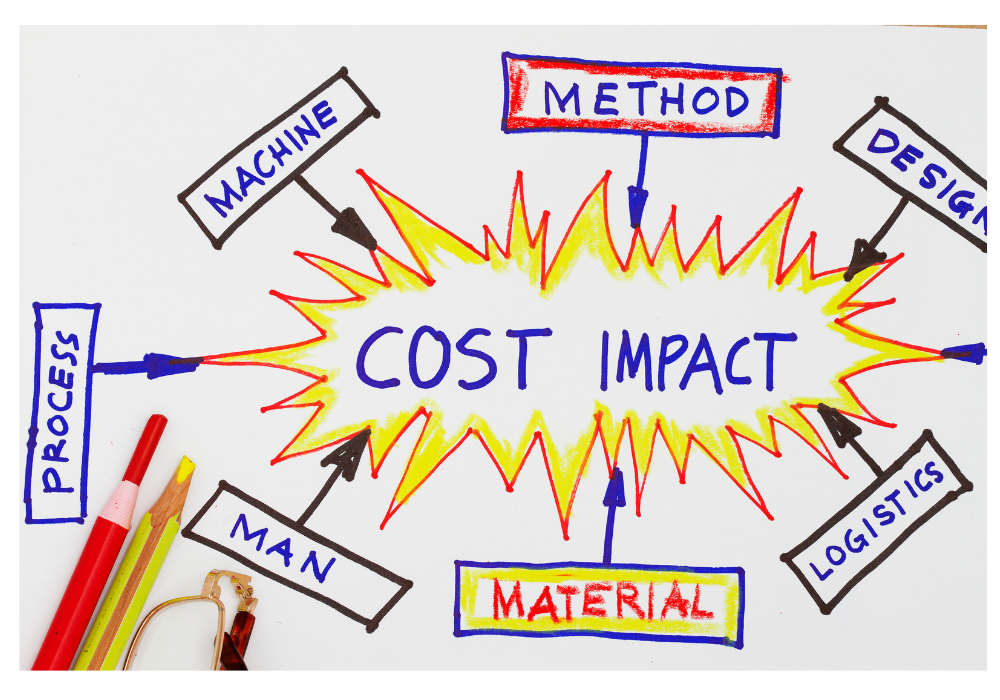 METHOD
MACHINE
DESIGN
COST IMPACT
PROCESS
MAN
MATERIAL
LOGISTICS